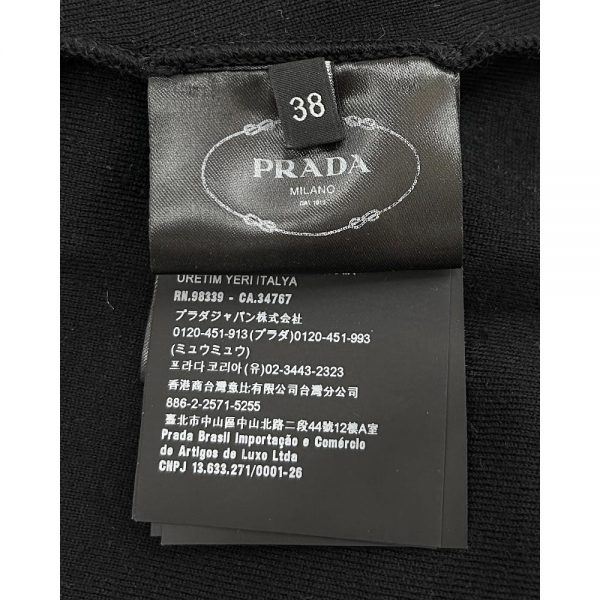 38
PRADA
MILANO
DAL 1913
ÜRETIM YERI ITALYA
RN.98339 - CA.34767
プラダジャパン株式会社
0120-451-913(プラダ)0120-451-993
(ミュウミュウ)
프라다코리아(유)02-3443-2323
香港商台灣意比有限公司台灣分公司
886-2-2571-5255
臺北市中山區中山北路二段44號12樓A室
Prada Brasil Importação e Comércio
de Artigos de Luxo Ltda
CNPJ 13.633.271/0001-26